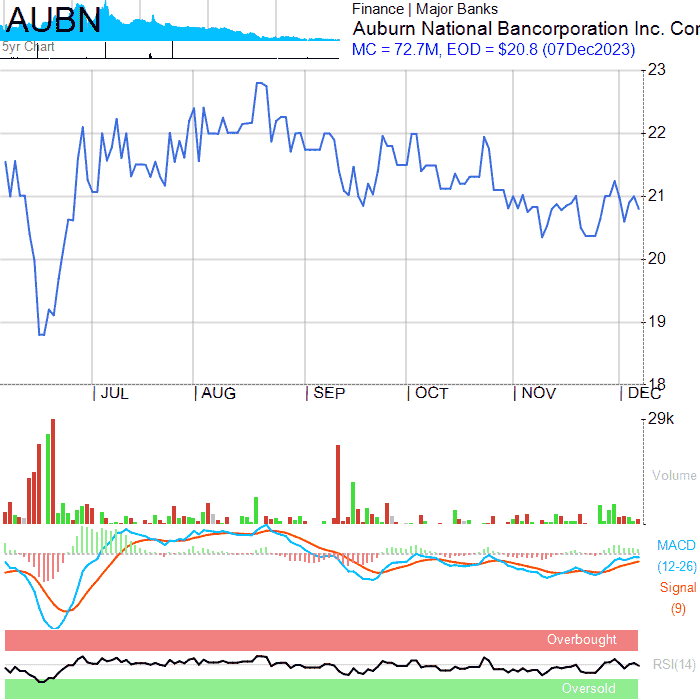 AUBN
5yr Chart
Finance | Major Banks
Auburn National Bancorporation Inc. Cor
MC = 72.7M, EOD = $20.8 (07Dec2023)
23
22
21
20
19
18
JUL AUG SEP OCT NOV DEC
29k
Volume
MACD
(12-26)
Signal
(9)
Overbought
RSI(14)
Oversold